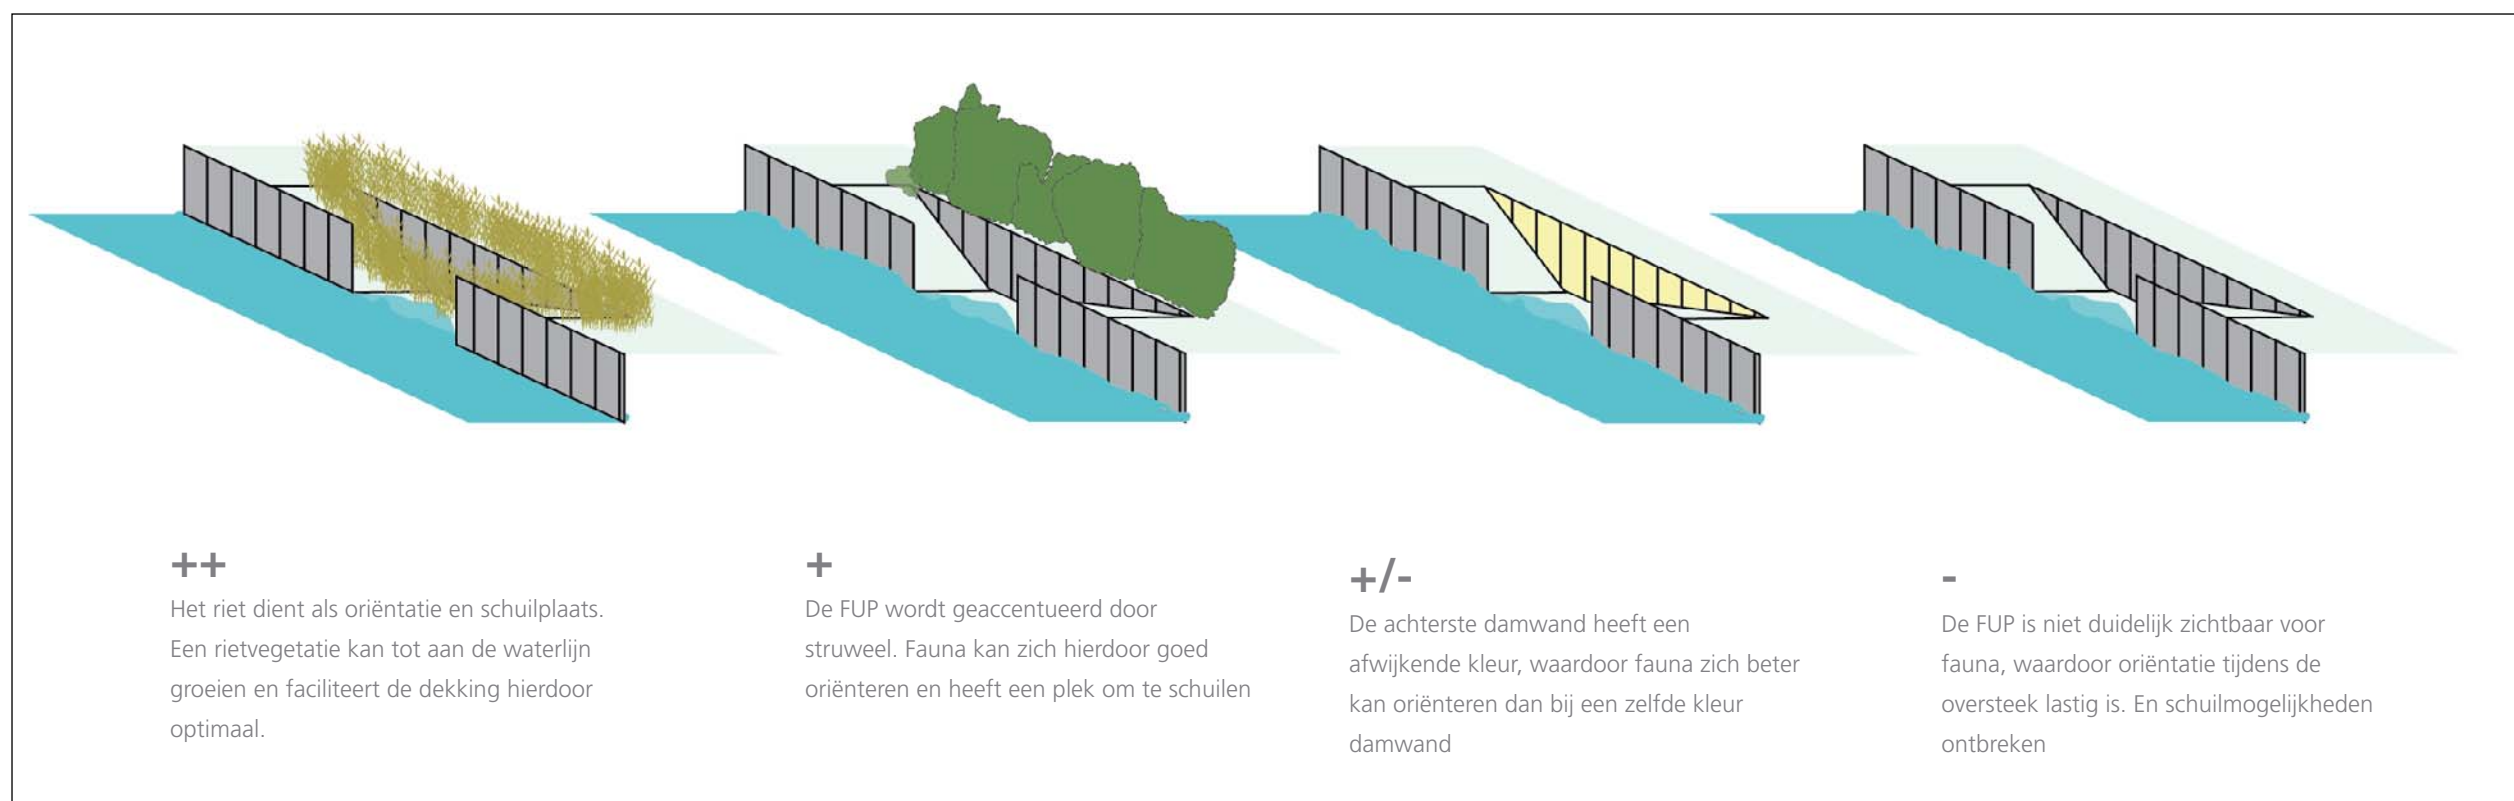 ++
Het riet dient als oriëntatie en schuilplaats.
Een rietvegetatie kan tot aan de waterlijn
groeien en faciliteert de dekking hierdoor
optimaal.
+
De FUP wordt geaccentueerd door
struweel. Fauna kan zich hierdoor goed
oriënteren en heeft een plek om te schuilen
+/-
De achterste damwand heeft een
afwijkende kleur, waardoor fauna zich beter
kan oriënteren dan bij een zelfde kleur
damwand
-
De FUP is niet duidelijk zichtbaar voor
fauna, waardoor oriëntatie tijdens de
oversteek lastig is. En schuilmogelijkheden
ontbreken